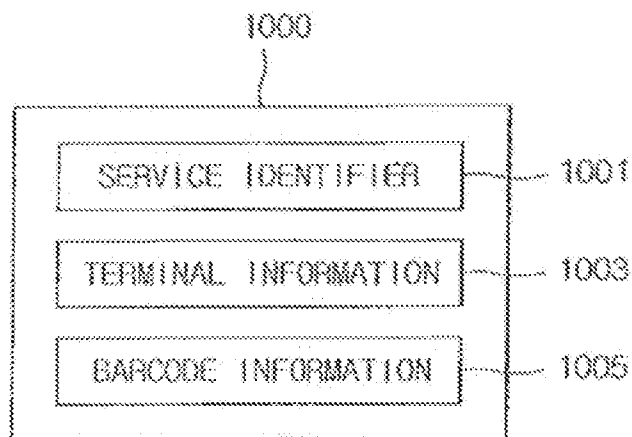 1000
SERVICE IDENTIFIER 1001
TERMINAL INFORMATION 1003
BARCODE INFORMATION 1005